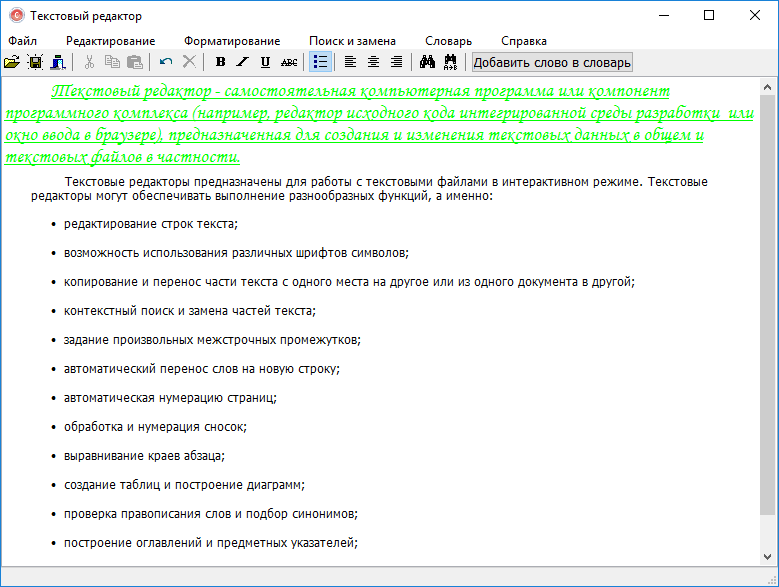 Текстовый редактор
Файл Редактирование Форматирование Поиск и замена Словарь Справка
B I U ABC Добавить слово в словарь
Текстовый редактор - самостоятельная компьютерная программа или компонент
программного комплекса (например, редактор исходного кода интегрированной среды разработки или
окно ввода в браузере), предназначенная для создания и изменения текстовых данных в общем и
текстовых файлов в частности.
Текстовые редакторы предназначены для работы с текстовыми файлами в интерактивном режиме. Текстовые
редакторы могут обеспечивать выполнение разнообразных функций, а именно:
• редактирование строк текста;
• возможность использования различных шрифтов символов;
• копирование и перенос части текста с одного места на другое или из одного документа в другой;
• контекстный поиск и замена частей текста;
• задание произвольных межстрочных промежутков;
• автоматический перенос слов на новую строку;
• автоматическая нумерацию страниц;
• обработка и нумерация сносок;
• выравнивание краев абзаца;
• создание таблиц и построение диаграмм;
• проверка правописания слов и подбор синонимов;
• построение оглавлений и предметных указателей;